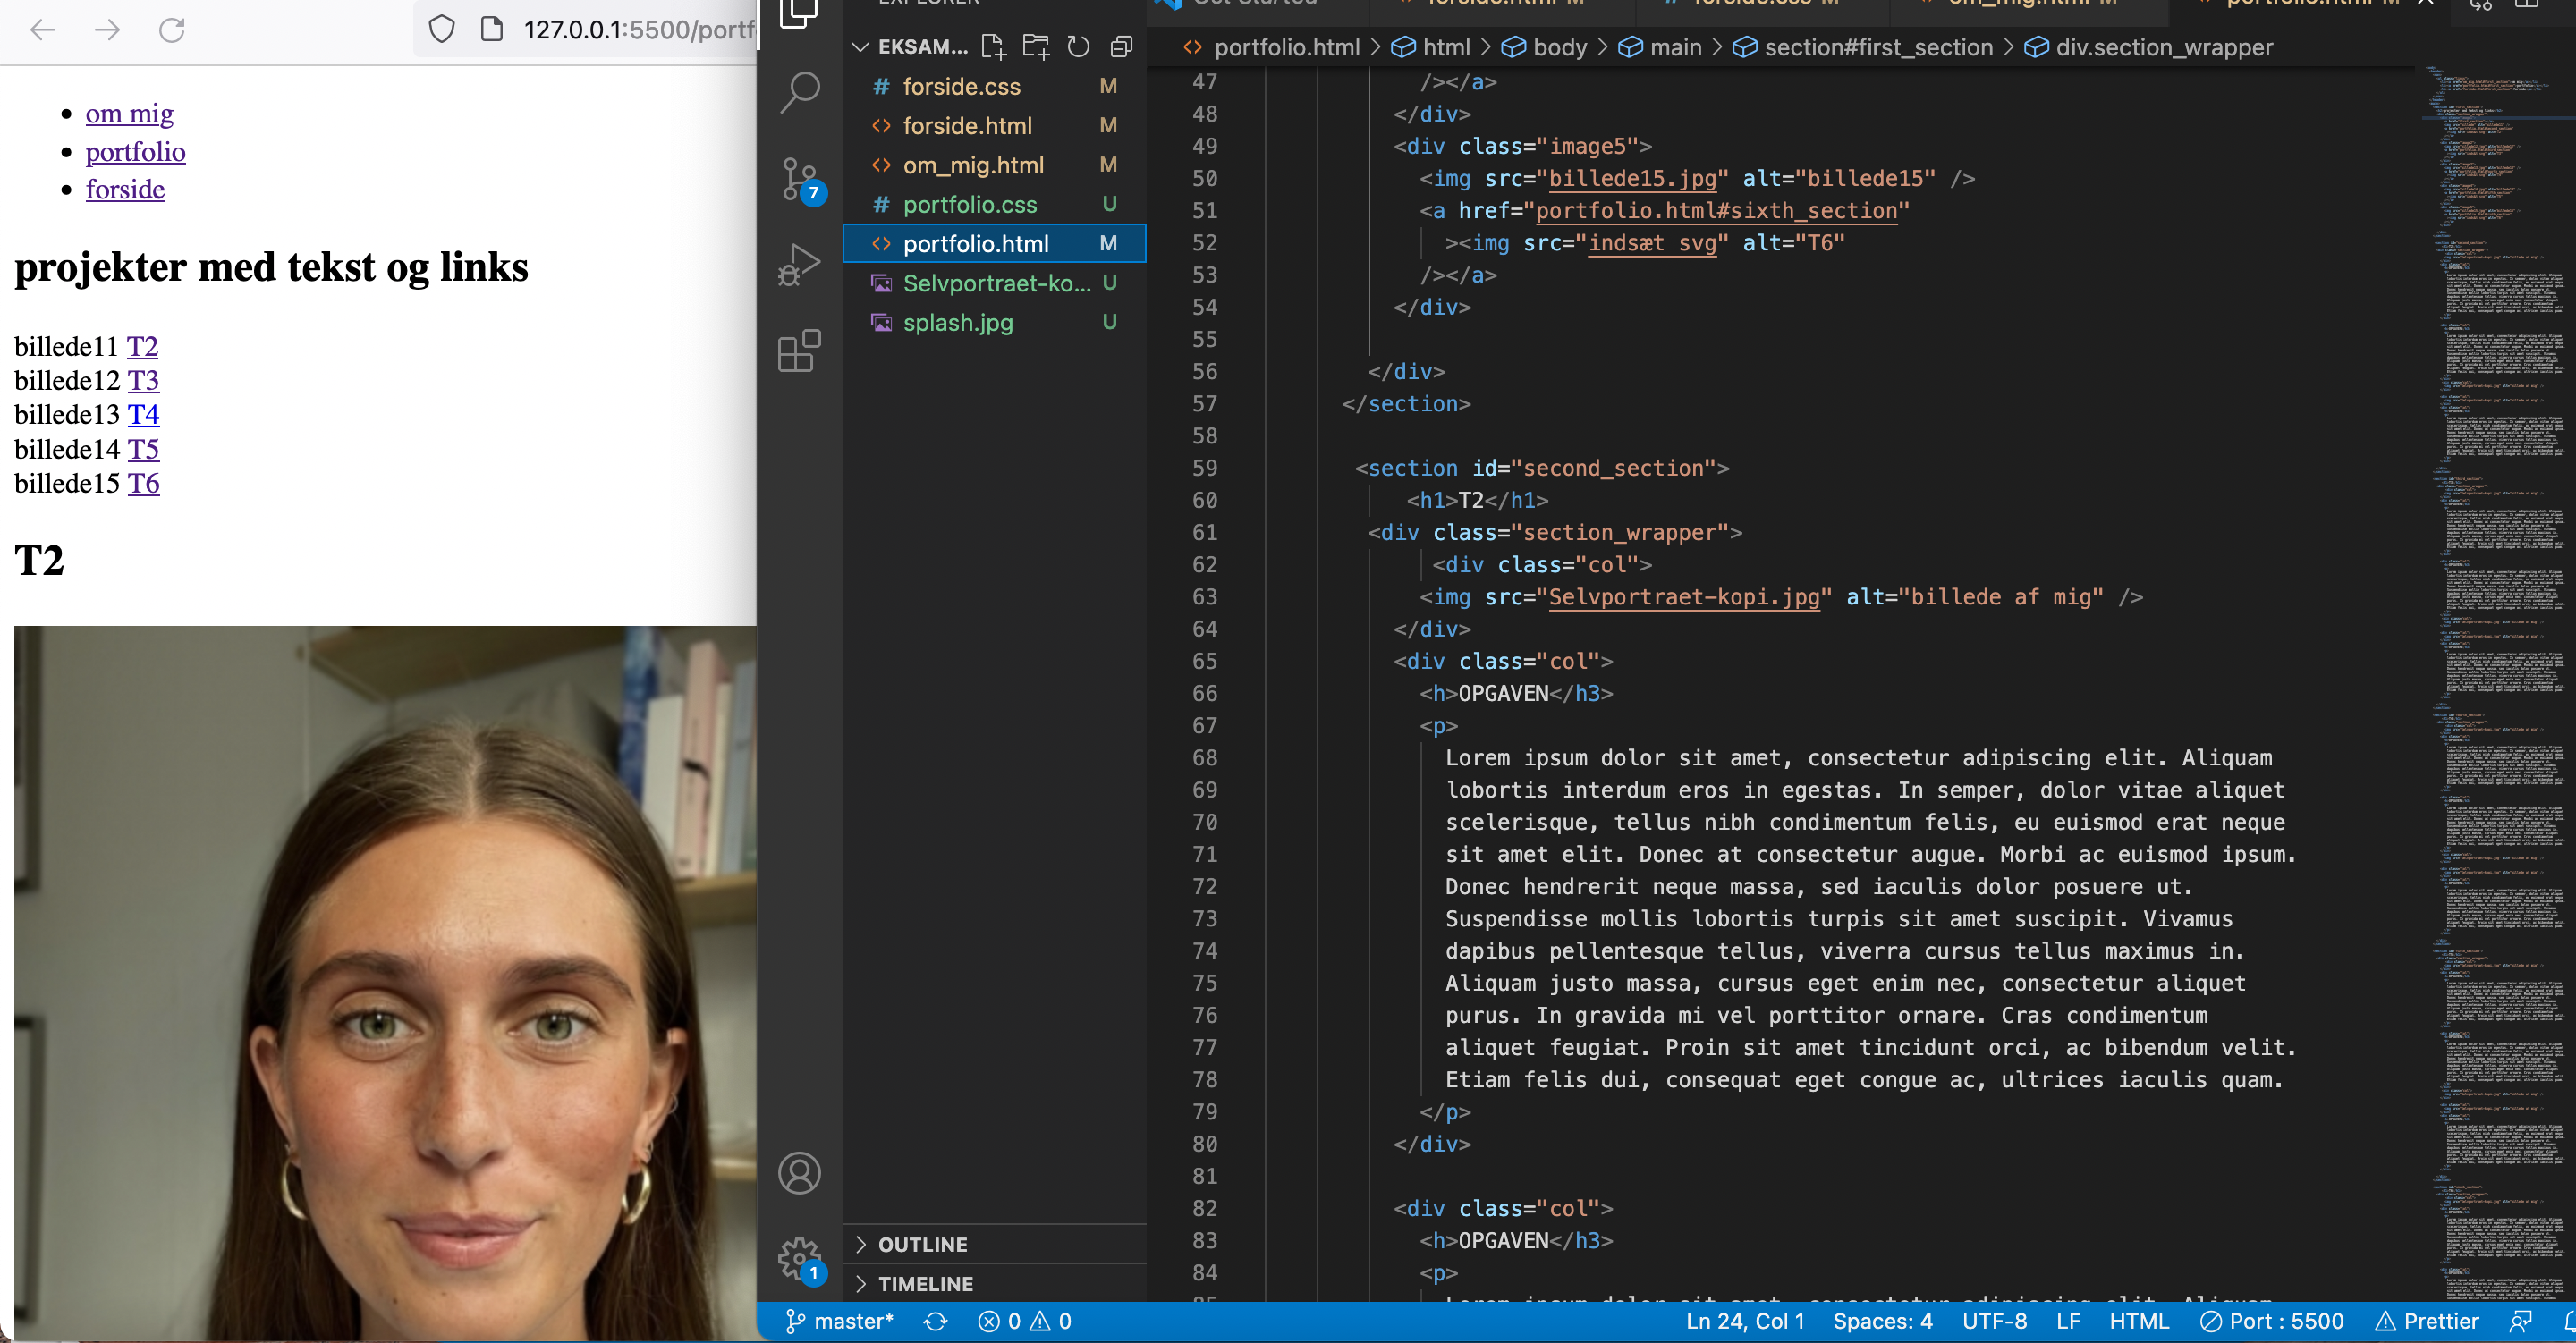 127.0.0.1:5500/portf
om mig
portfolio
forside
projekter med tekst og links
billede11 T2
billede12 T3
billede13 T4
billede14 T5
billede15 T6
T2
EKSAM...
forside.css M
forside.html M
om_mig.html M
portfolio.css U
portfolio.html M
Selvportraet-ko... U
splash.jpg U
7
1
OUTLINE
TIMELINE
portfolio.html > html > body > main > section#first_section > div.section_wrapper
47 /></a>
48 </div>
49 <div class="image5">
50 <img src="billede15.jpg" alt="billede15" />
51 <a href="portfolio.html#sixth_section"
52 ><img src="indsæt svg" alt="T6"
53 /></a>
54 </div>
55
56 </div>
57 </section>
58
59 <section id="second_section">
60 <h1>T2</h1>
61 <div class="section_wrapper">
62 <div class="col">
63 <img src="Selvportraet-kopi.jpg" alt="billede af mig" />
64 </div>
65 <div class="col">
66 <h>OPGAVEN</h3>
67 <p>
68 Lorem ipsum dolor sit amet, consectetur adipiscing elit. Aliquam
69 lobortis interdum eros in egestas. In semper, dolor vitae aliquet
70 scelerisque, tellus nibh condimentum felis, eu euismod erat neque
71 sit amet elit. Donec at consectetur augue. Morbi ac euismod ipsum.
72 Donec hendrerit neque massa, sed iaculis dolor posuere ut.
73 Suspendisse mollis lobortis turpis sit amet suscipit. Vivamus
74 dapibus pellentesque tellus, viverra cursus tellus maximus in.
75 Aliquam justo massa, cursus eget enim nec, consectetur aliquet
76 purus. In gravida mi vel porttitor ornare. Cras condimentum
77 aliquet feugiat. Proin sit amet tincidunt orci, ac bibendum velit.
78 Etiam felis dui, consequat eget congue ac, ultrices iaculis quam.
79 </p>
80 </div>
81
82 <div class="col">
83 <h>OPGAVEN</h3>
84 <p>
master* 0 0 Ln 24, Col 1 Spaces: 4 UTF-8 LF HTML Port : 5500 Prettier